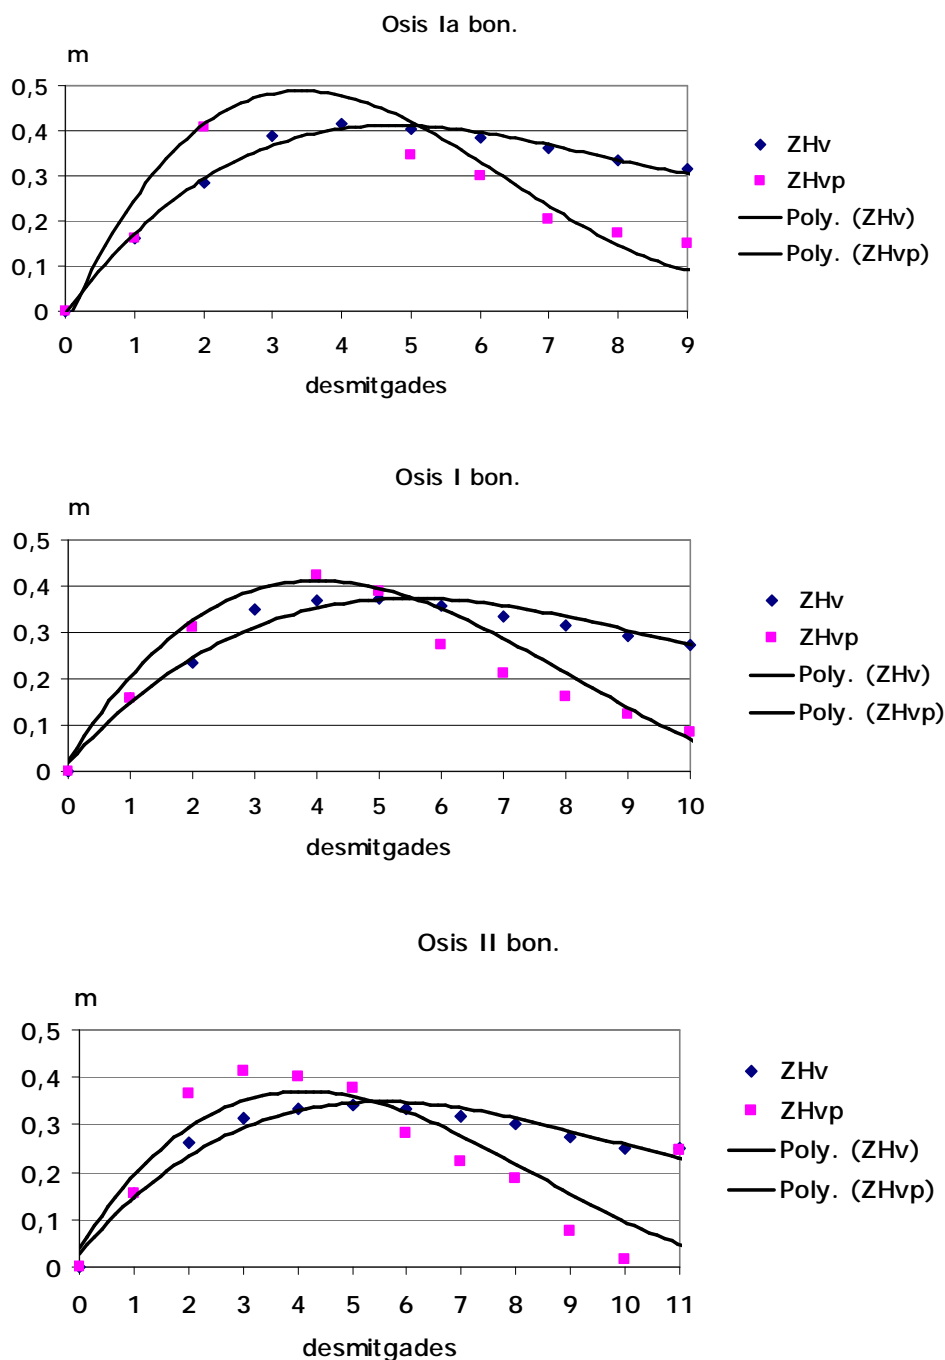 Osis Ia bon.
m
0,5
0,4
0,3
0,2
0,1
0
0 1 2 3 4 5 6 7 8 9
desmitgades
ZHv
ZHvp
Poly. (ZHv)
Poly. (ZHvp)
Osis I bon.
m
0,5
0,4
0,3
0,2
0,1
0
0 1 2 3 4 5 6 7 8 9 10
desmitgades
ZHv
ZHvp
Poly. (ZHv)
Poly. (ZHvp)
Osis II bon.
m
0,5
0,4
0,3
0,2
0,1
0
0 1 2 3 4 5 6 7 8 9 10 11
desmitgades
ZHv
ZHvp
Poly. (ZHv)
Poly. (ZHvp)